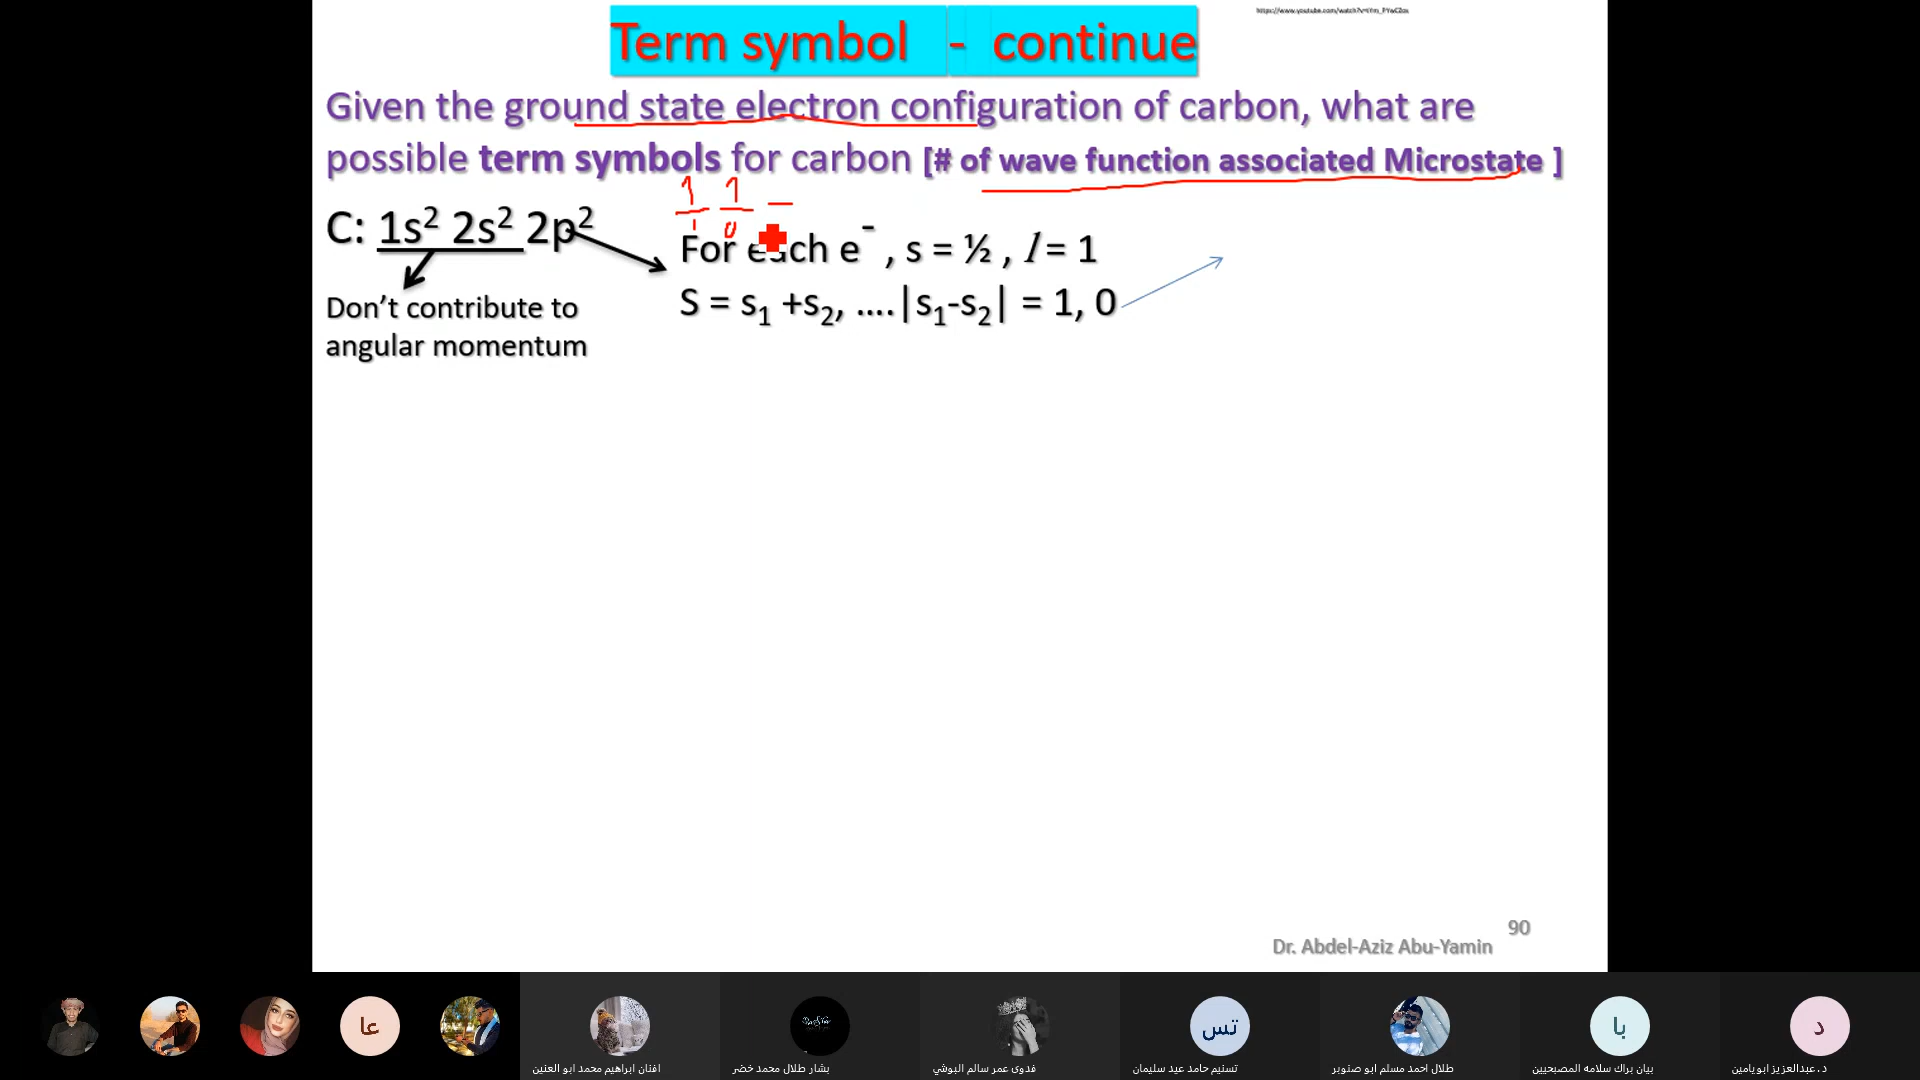 Term symbol - continue
Given the ground state electron configuration of carbon, what are
possible term symbols for carbon [# of wave function associated Microstate ]
1 1
1 0
C: 1s² 2s² 2p²
For each e⁻ , s = ½ , l = 1
S = s₁ +s₂, ....|s₁-s₂| = 1, 0
Don't contribute to
angular momentum
90
Dr. Abdel-Aziz Abu-Yamin
عا
تس
با
د
افنان ابراهيم محمد ابو العنين
بشار طلال محمد خضر
فدوى عمر سالم البوشي
تسنيم حامد عيد سليمان
طلال احمد مسلم ابو صنوبر
بيان براك سلامه المصبحيين
د.عبدالعزيز ابويامين